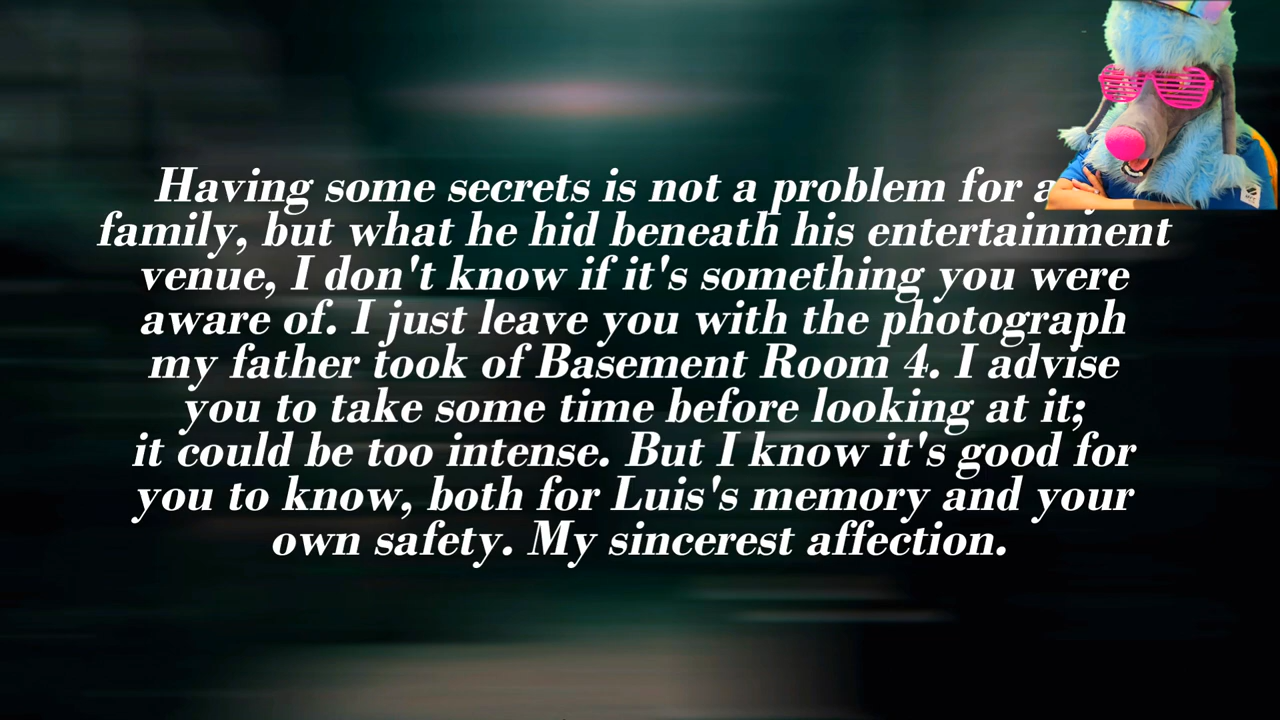 Having some secrets is not a problem for
family, but what he hid beneath his entertainment
venue, I don't know if it's something you were
aware of. I just leave you with the photograph
my father took of Basement Room 4. I advise
you to take some time before looking at it;
it could be too intense. But I know it's good for
you to know, both for Luis's memory and your
own safety. My sincerest affection.